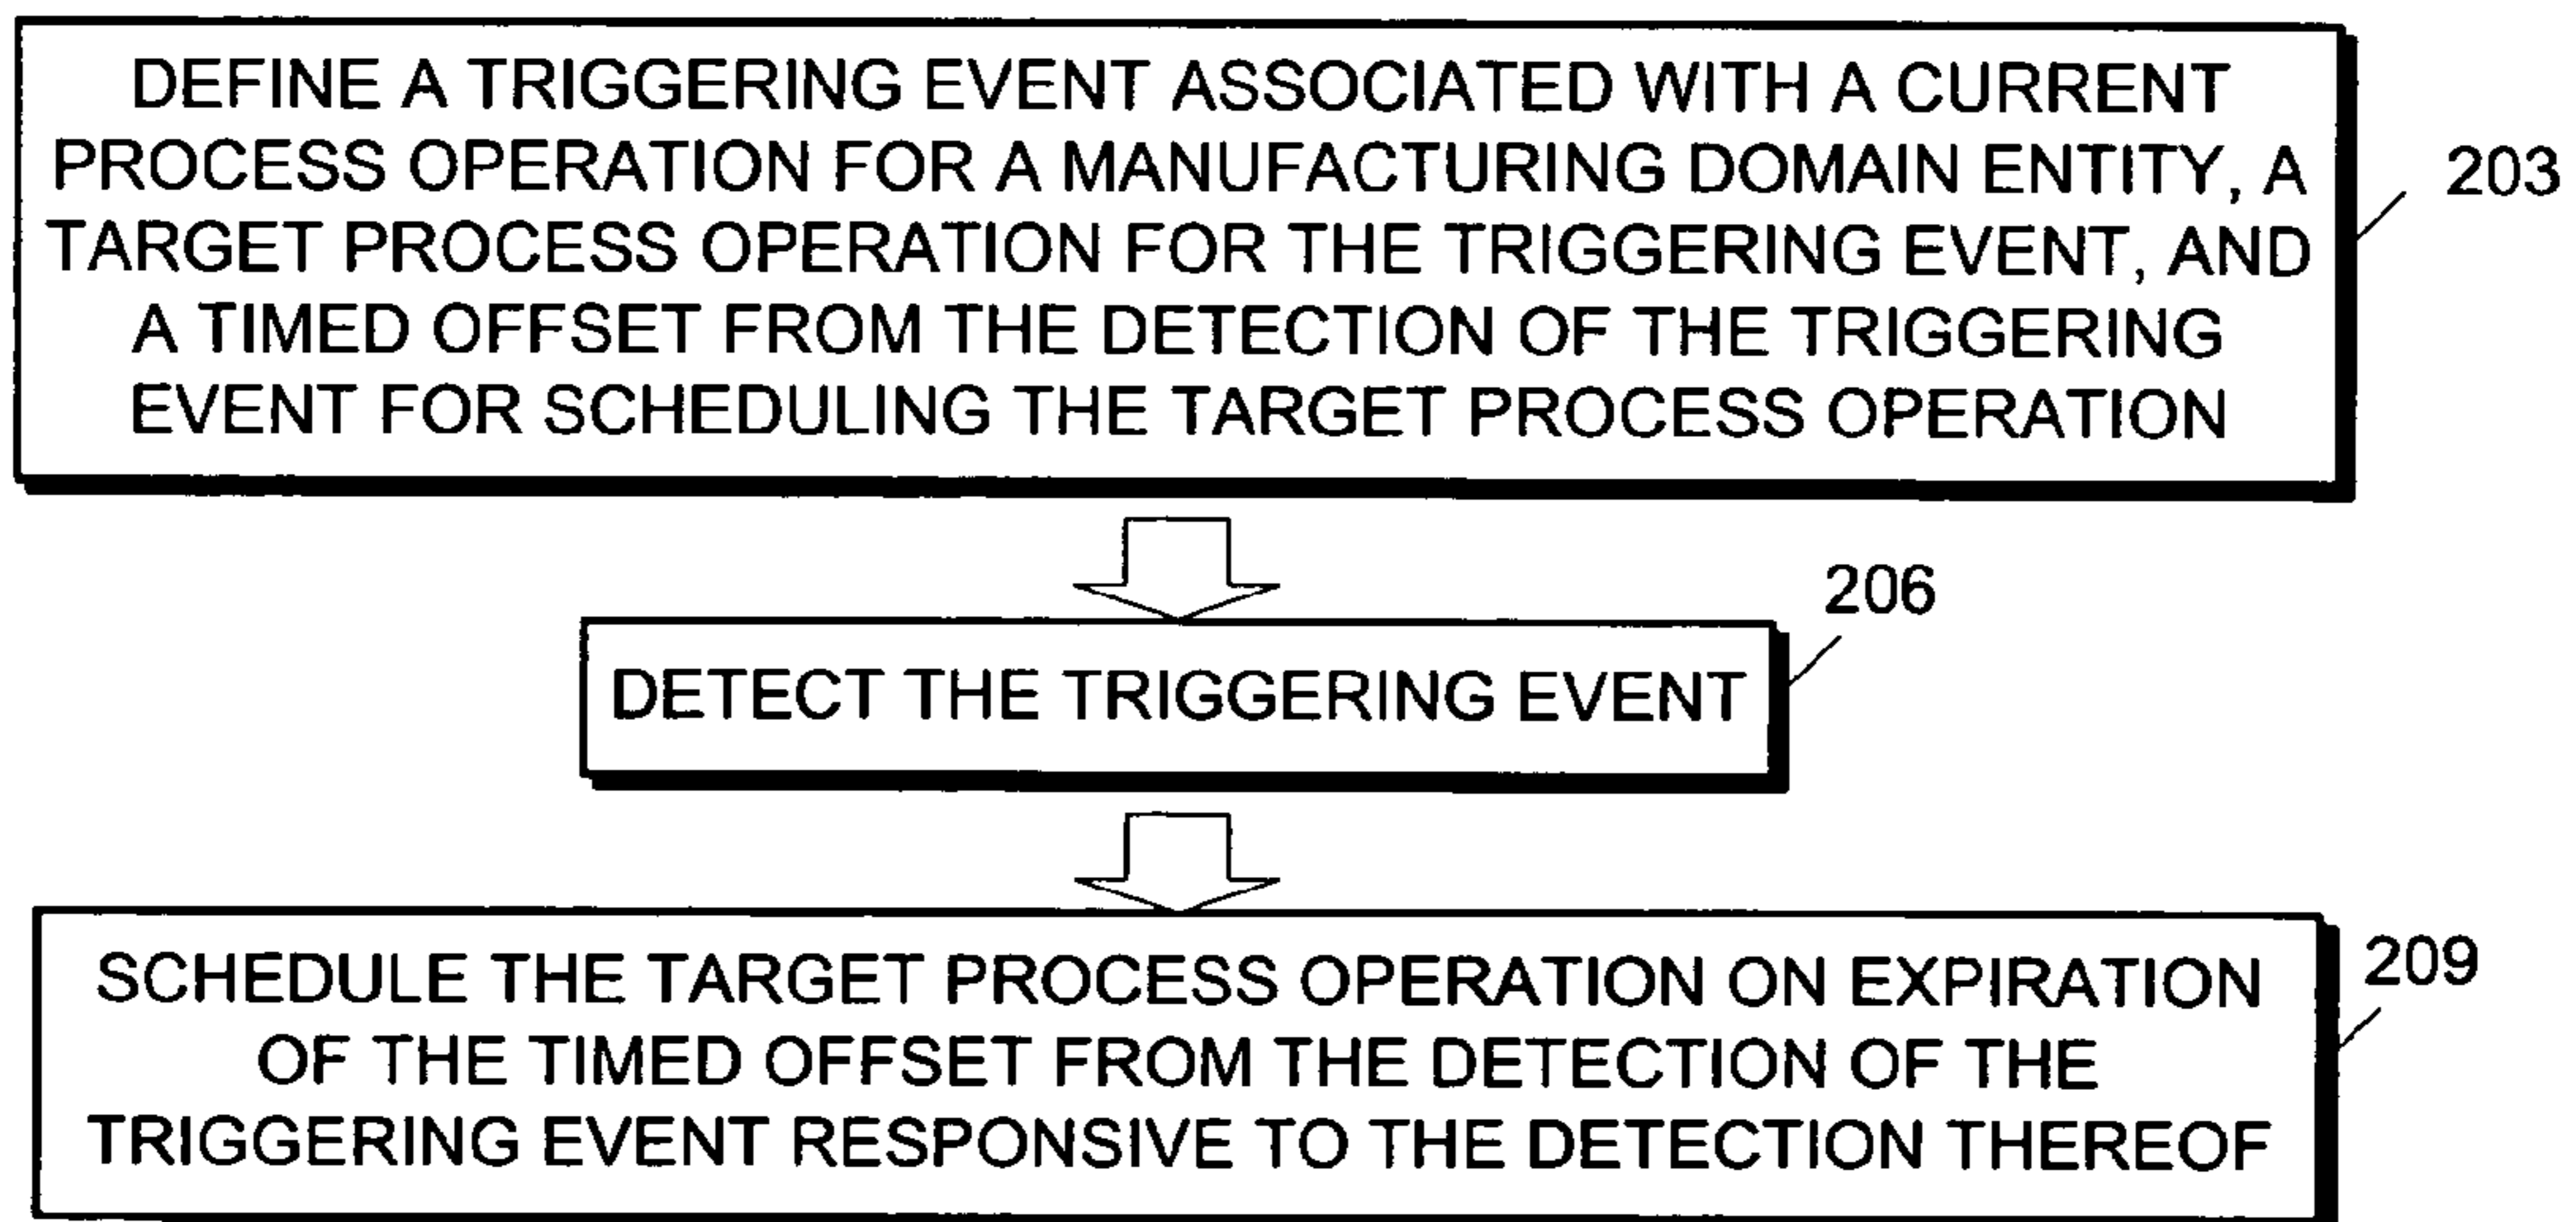 DEFINE A TRIGGERING EVENT ASSOCIATED WITH A CURRENT
PROCESS OPERATION FOR A MANUFACTURING DOMAIN ENTITY, A
TARGET PROCESS OPERATION FOR THE TRIGGERING EVENT, AND
A TIMED OFFSET FROM THE DETECTION OF THE TRIGGERING
EVENT FOR SCHEDULING THE TARGET PROCESS OPERATION
203
206
DETECT THE TRIGGERING EVENT
209
SCHEDULE THE TARGET PROCESS OPERATION ON EXPIRATION
OF THE TIMED OFFSET FROM THE DETECTION OF THE
TRIGGERING EVENT RESPONSIVE TO THE DETECTION THEREOF